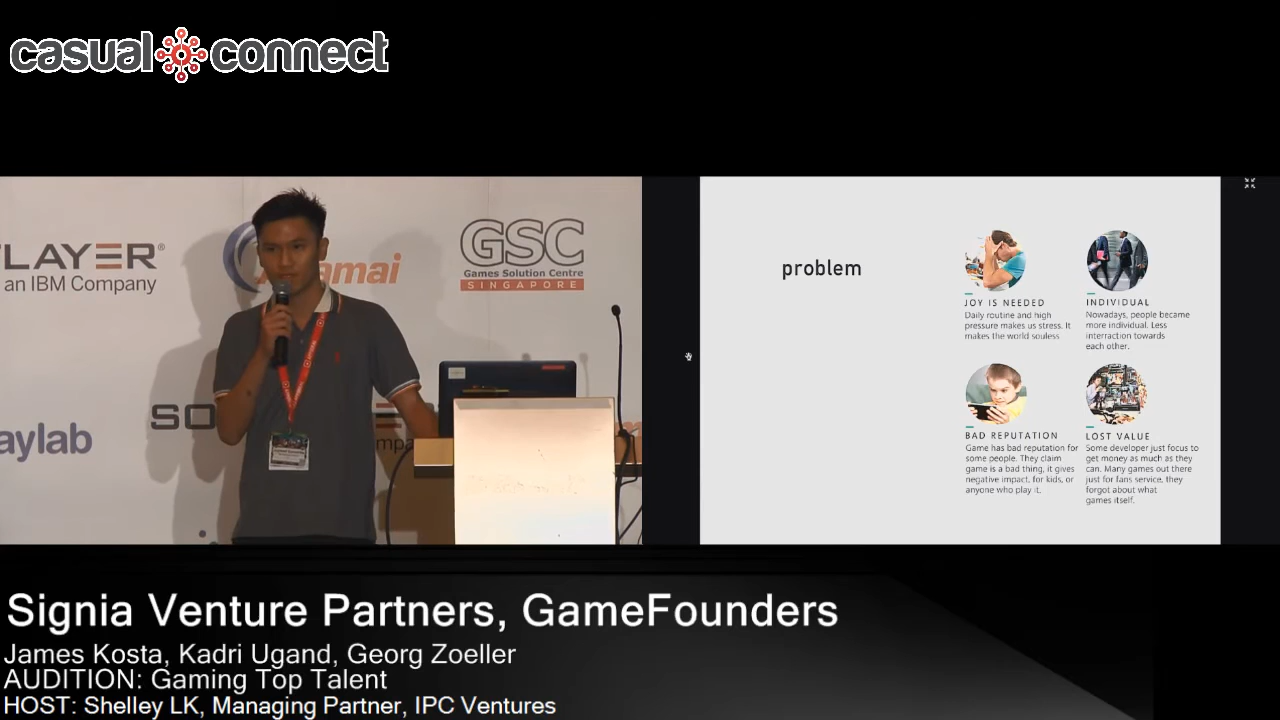 casual connect
LAYER®
an IBM Company
GSC
Games Solution Centre
SINGAPORE
aylab
SO
problem
JOY IS NEEDED
Daily routine and high
pressure makes us stress. It
makes the world souless
INDIVIDUAL
Nowadays, people became
more individual. Less
interraction towards
each other.
BAD REPUTATION
Game has bad reputation for
some people. They claim
game is a bad thing, it gives
negative impact, for kids, or
anyone who play it.
LOST VALUE
Some developer just focus to
get money as much as they
can. Many games out there
just for fans service, they
forgot about what
games itself.
Signia Venture Partners, GameFounders
James Kosta, Kadri Ugand, Georg Zoeller
AUDITION: Gaming Top Talent
HOST: Shelley LK, Managing Partner, IPC Ventures